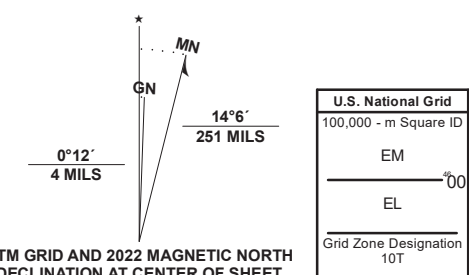 ★
MN
GN
14°6´
251 MILS
0°12´
4 MILS
TM GRID AND 2022 MAGNETIC NORTH
DECLINATION AT CENTER OF SHEET
U.S. National Grid
100,000 - m Square ID
EM
4600
EL
Grid Zone Designation
10T